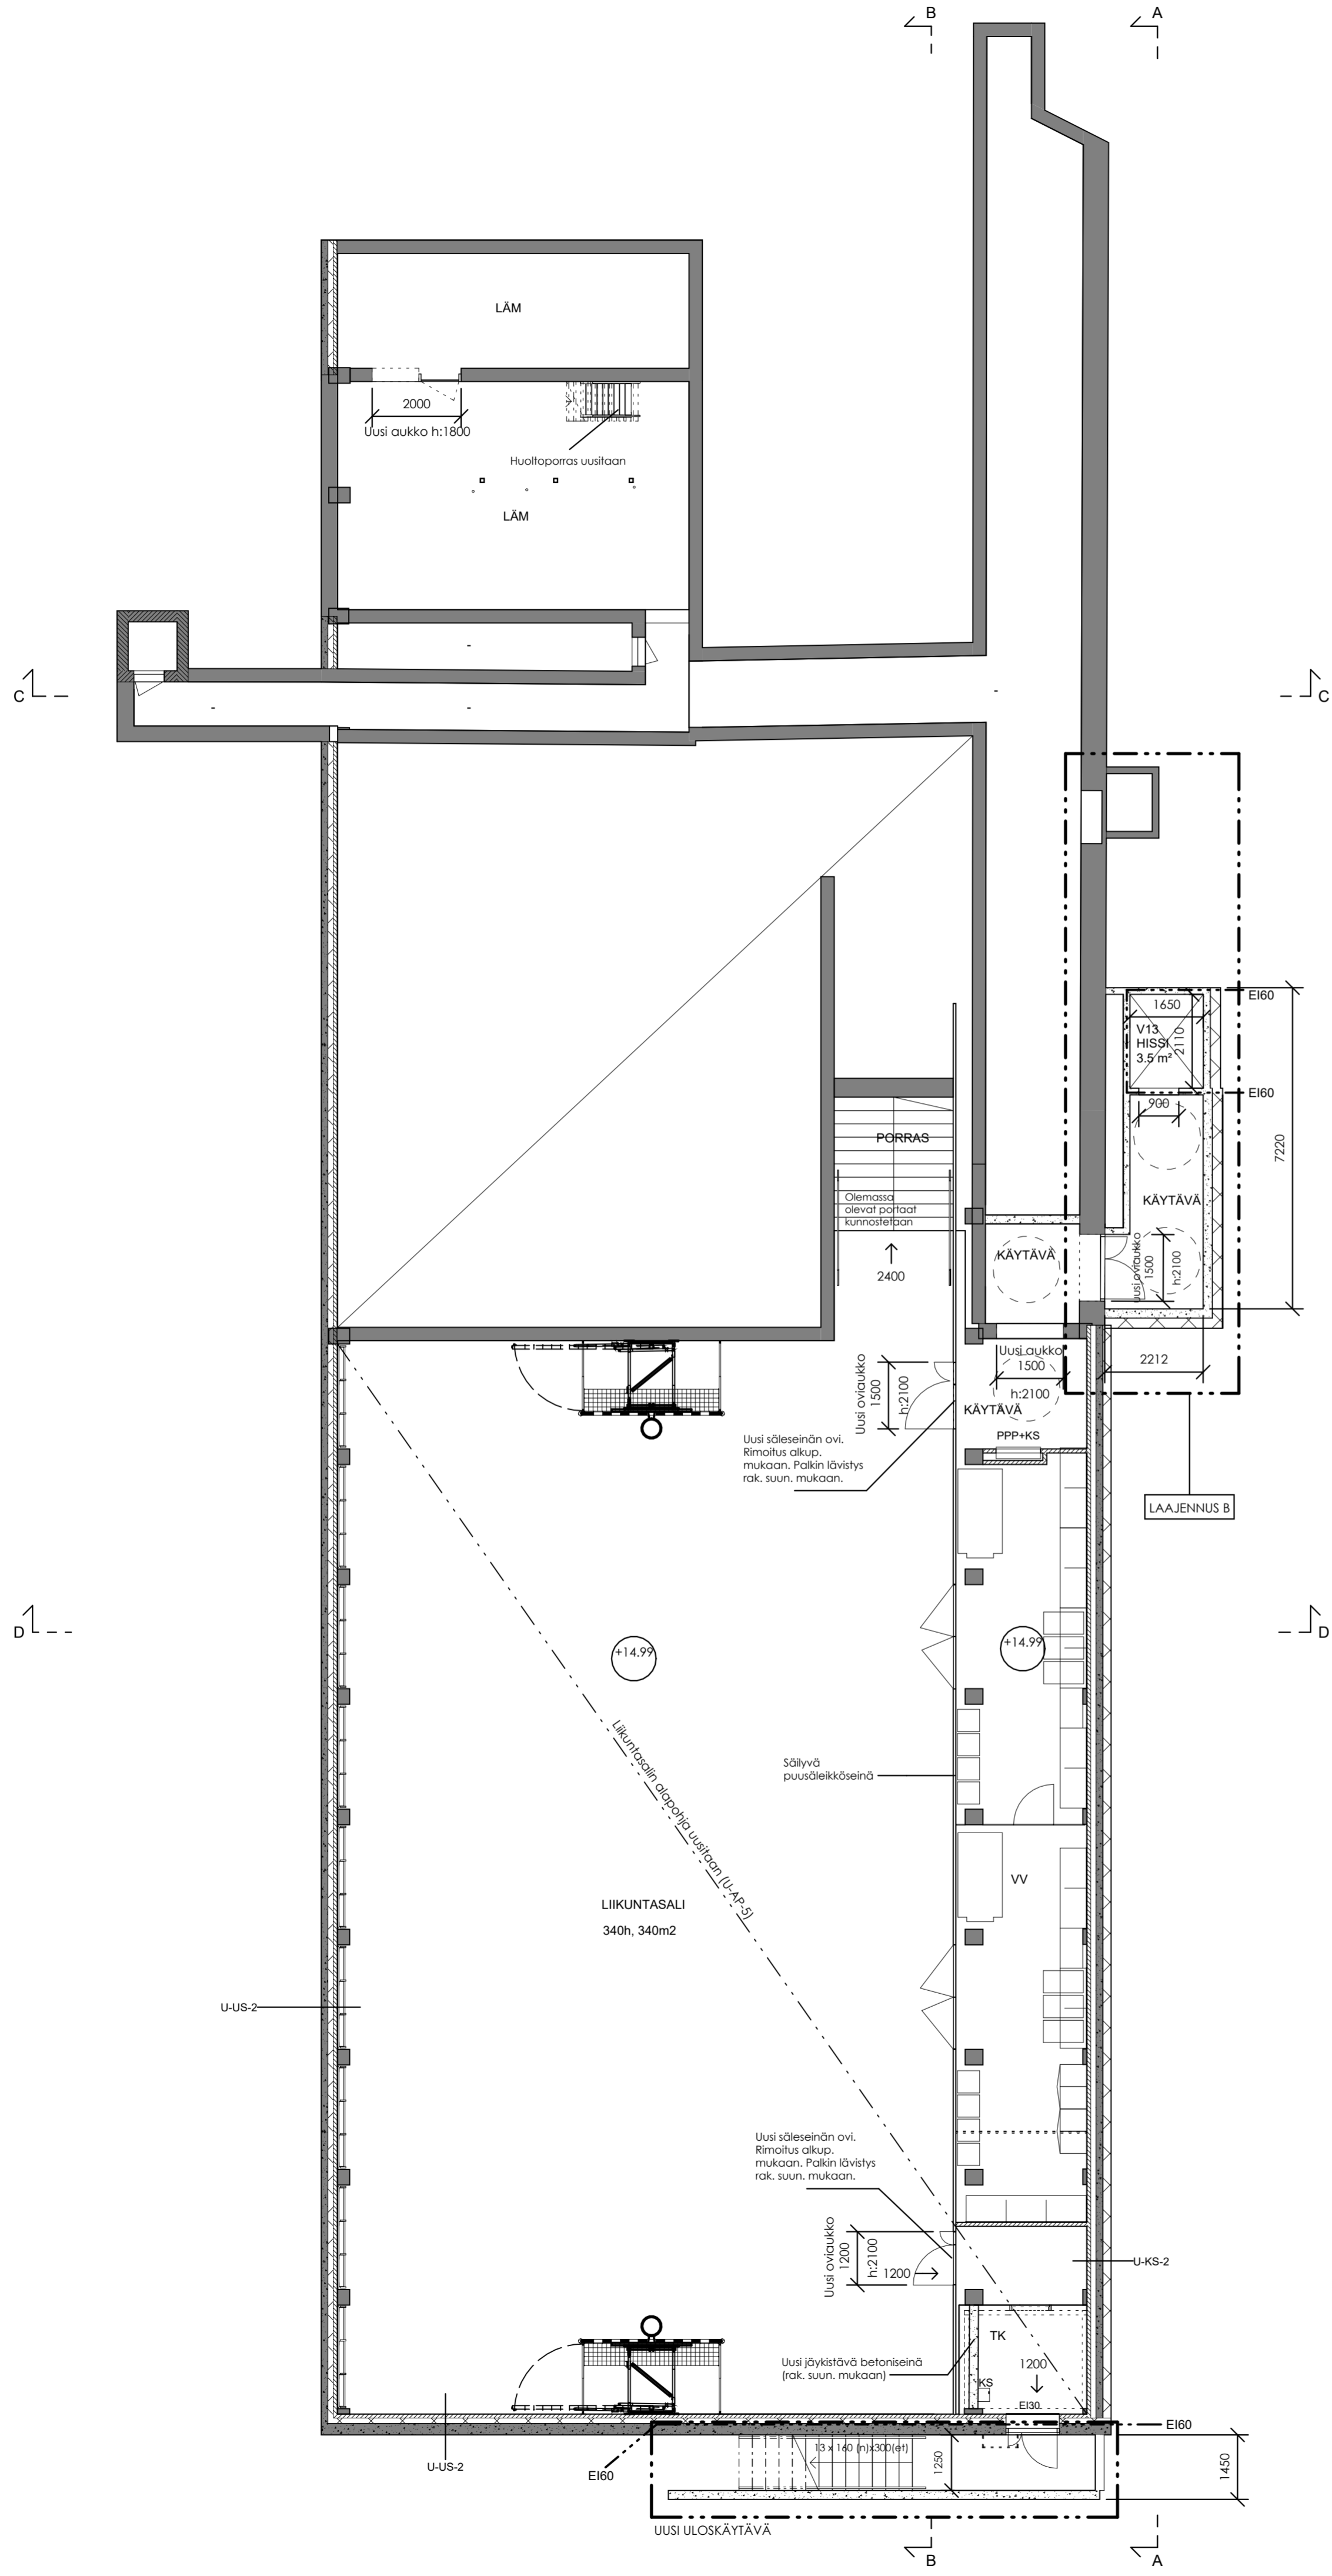 B
A
LÄM
2000
Uusi aukko h:1800
Huoltoporras uusitaan
LÄM
-
C
-
-
-
C
EI60
1650
V13
HISSI
3.5 m²
2110
EI60
900
7220
PORRAS
KÄYTÄVÄ
Olemassa
olevat portaat
kunnostetaan
KÄYTÄVÄ
uusi oviaukko
1500
h:2100
2400
Uusi aukko
1500
h:2100
2212
Uusi oviaukko
1500
h:2100
KÄYTÄVÄ
PPP+KS
Uusi säleseinän ovi.
Rimoitus alkup.
mukaan. Palkin lävistys
rak. suun. mukaan.
LAAJENNUS B
D
D
+14.99
+14.99
Liikuntasalin alapohja uusitaan (U-AP-5)
Säilyvä
puusäleikköseinä
VV
LIIKUNTASALI
340h, 340m2
U-US-2
Uusi säleseinän ovi.
Rimoitus alkup.
mukaan. Palkin lävistys
rak. suun. mukaan.
Uusi oviaukko
1200
h:2100
1200
U-KS-2
TK
Uusi jäykistävä betoniseinä
(rak. suun. mukaan)
1200
KS
EI30
EI60
13 x 160 (n)x300(et)
1250
1450
U-US-2
EI60
UUSI ULOSKÄYTÄVÄ
B
A